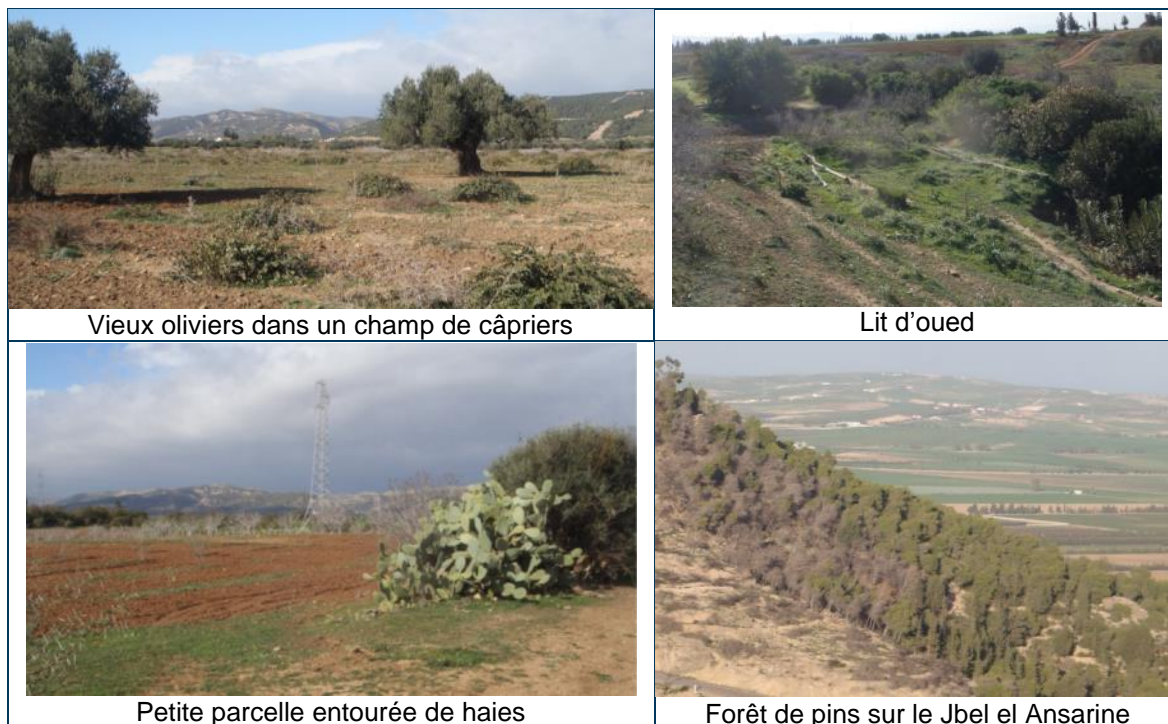 Vieux oliviers dans un champ de câpriers
Lit d’oued
Petite parcelle entourée de haies
Forêt de pins sur le Jbel el Ansarine